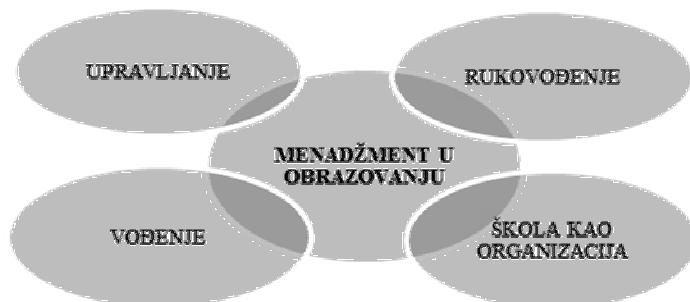 UPRAVLJANJE
RUKOVOĐENJE
MENADŽMENT U
OBRAZOVANJU
VOĐENJE
ŠKOLA KAO
ORGANIZACIJA